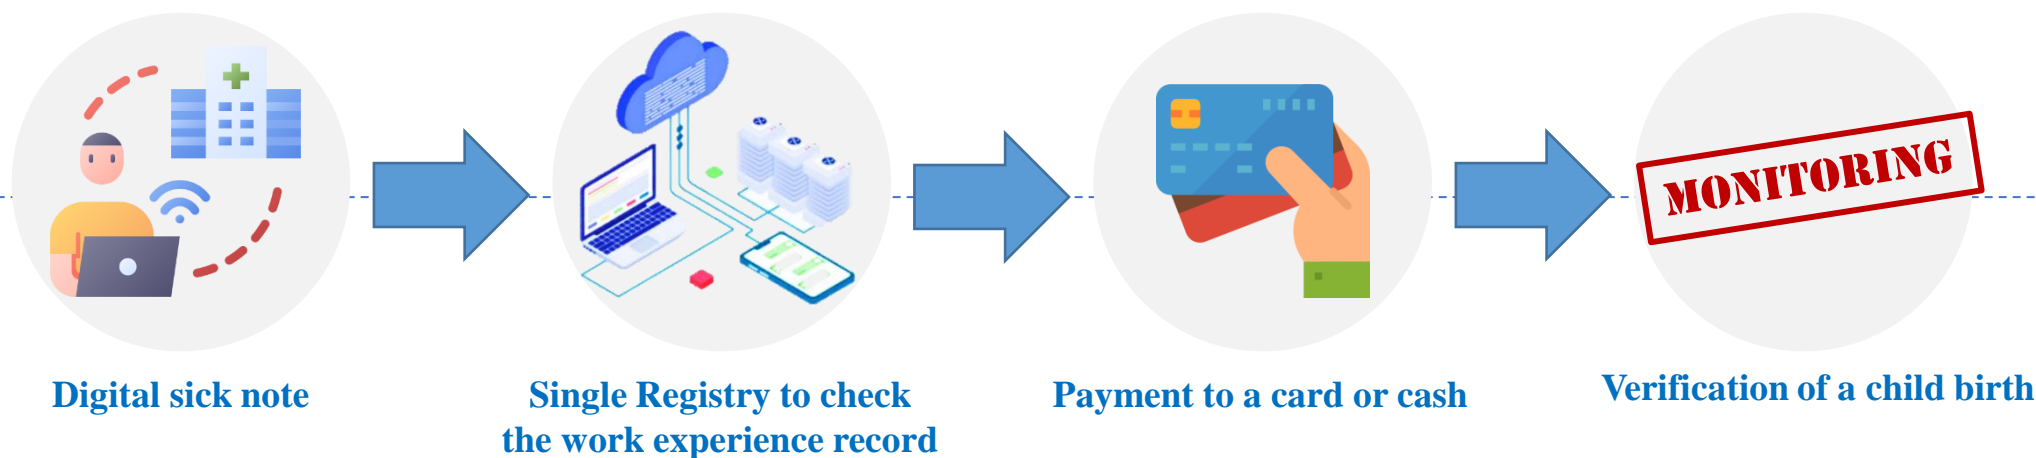 MONITORING
Digital sick note
Single Registry to check
the work experience record
Payment to a card or cash
Verification of a child birth